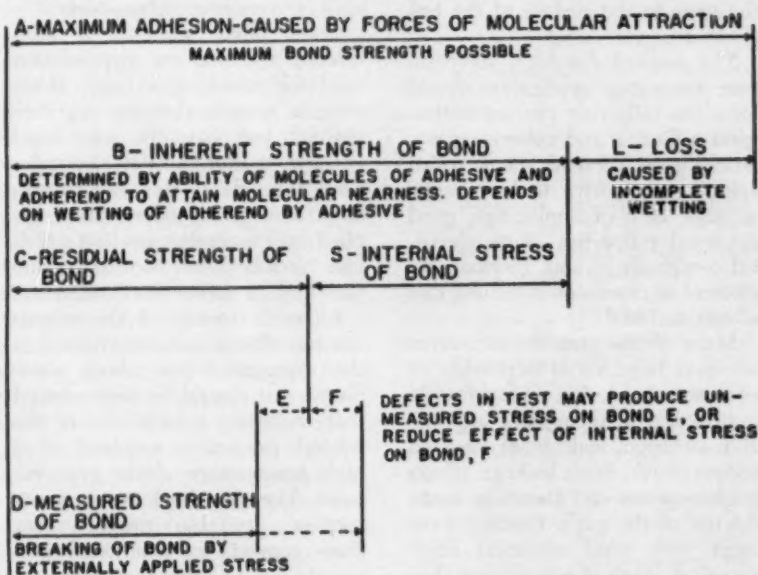 A-MAXIMUM ADHESION-CAUSED BY FORCES OF MOLECULAR ATTRACTION
MAXIMUM BOND STRENGTH POSSIBLE
B- INHERENT STRENGTH OF BOND
L- LOSS
DETERMINED BY ABILITY OF MOLECULES OF ADHESIVE AND
ADHEREND TO ATTAIN MOLECULAR NEARNESS. DEPENDS
ON WETTING OF ADHEREND BY ADHESIVE
CAUSED BY
INCOMPLETE
WETTING
C-RESIDUAL STRENGTH OF
BOND
S-INTERNAL STRESS
OF BOND
E
F
DEFECTS IN TEST MAY PRODUCE UN-
MEASURED STRESS ON BOND E, OR
REDUCE EFFECT OF INTERNAL STRESS
ON BOND, F
D-MEASURED STRENGTH
OF BOND
BREAKING OF BOND BY
EXTERNALLY APPLIED STRESS